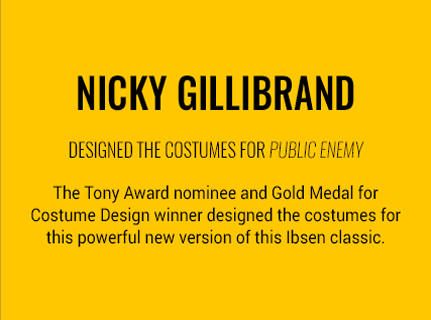 NICKY GILLIBRAND
DESIGNED THE COSTUMES FOR PUBLIC ENEMY
The Tony Award nominee and Gold Medal for
Costume Design winner designed the costumes for
this powerful new version of this Ibsen classic.